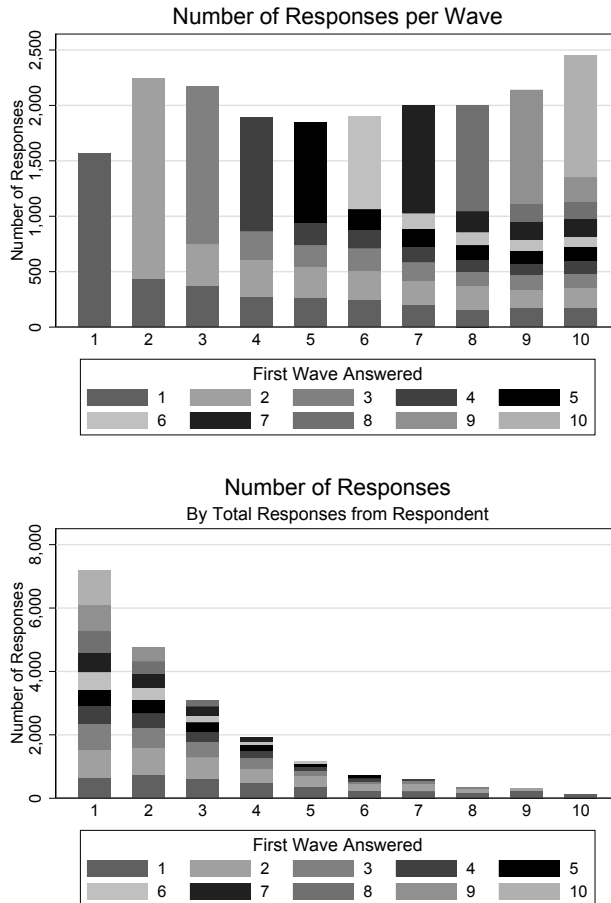 Number of Responses per Wave
Number of Responses
2,500
2,000
1,500
1,000
500
0
1 2 3 4 5 6 7 8 9 10
First Wave Answered
1 2 3 4 5
6 7 8 9 10
Number of Responses
By Total Responses from Respondent
Number of Responses
8,000
6,000
4,000
2,000
0
1 2 3 4 5 6 7 8 9 10
First Wave Answered
1 2 3 4 5
6 7 8 9 10